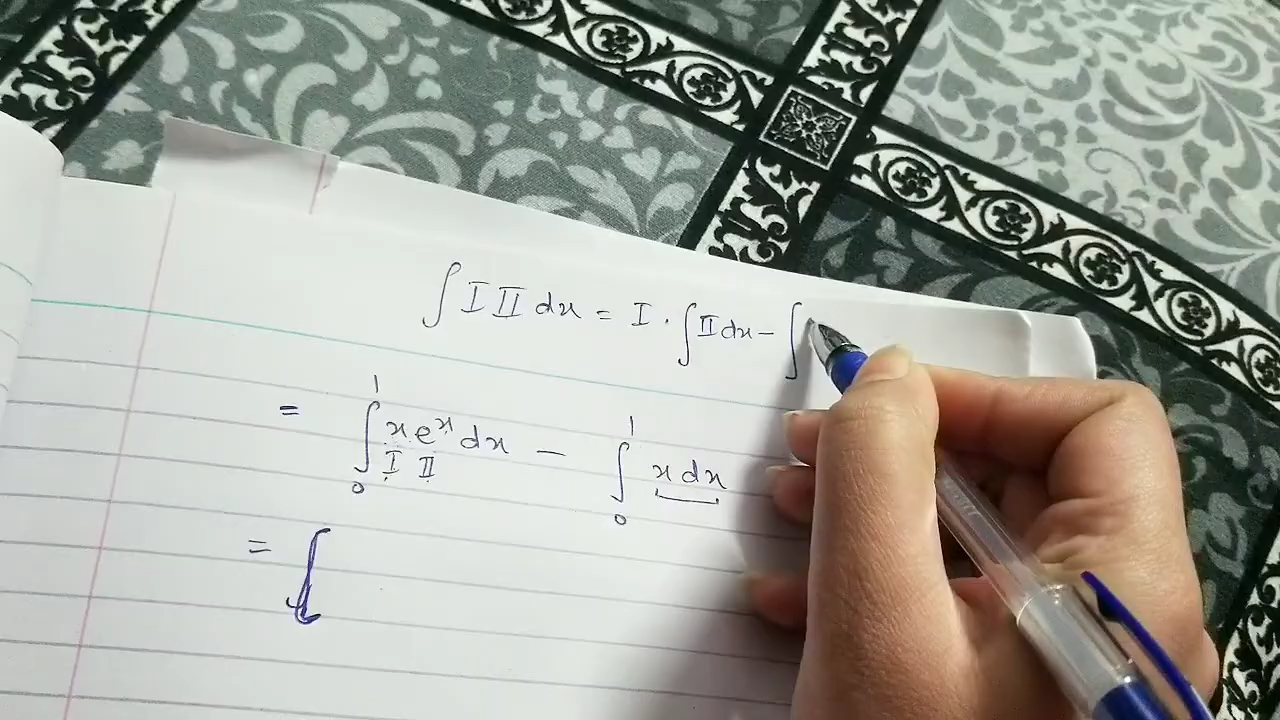 ∫ I II dx = I . ∫ II dx - ∫
= ∫₀¹ x eˣ dx - ∫₀¹ x dx
I II
= ∫